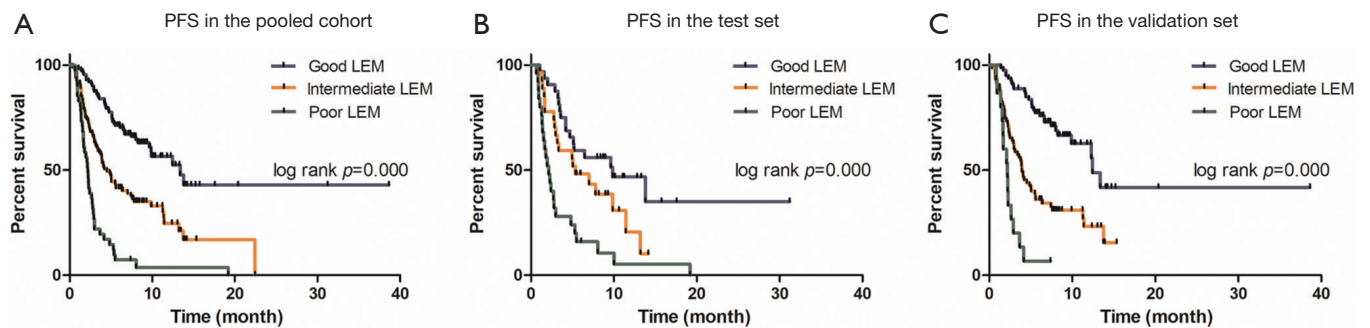 A PFS in the pooled cohort
Percent survival
100
50
0
Good LEM
Intermediate LEM
Poor LEM
log rank p=0.000
0 10 20 30 40
Time (month)
B PFS in the test set
Percent survival
100
50
0
Good LEM
Intermediate LEM
Poor LEM
log rank p=0.000
0 10 20 30 40
Time (month)
C PFS in the validation set
Percent survival
100
50
0
Good LEM
Intermediate LEM
Poor LEM
log rank p=0.000
0 10 20 30 40
Time (month)